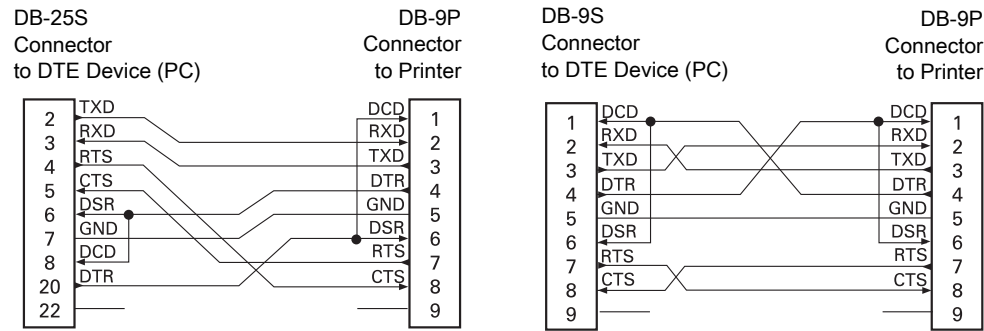 DB-25S
Connector
to DTE Device (PC)
DB-9P
Connector
to Printer
2 TXD
3 RXD
4 RTS
5 CTS
6 DSR
7 GND
8 DCD
20 DTR
22
DCD 1
RXD 2
TXD 3
DTR 4
GND 5
DSR 6
RTS 7
CTS 8
9
DB-9S
Connector
to DTE Device (PC)
DB-9P
Connector
to Printer
1 DCD
2 RXD
3 TXD
4 DTR
5 GND
6 DSR
7 RTS
8 CTS
9
DCD 1
RXD 2
TXD 3
DTR 4
GND 5
DSR 6
RTS 7
CTS 8
9